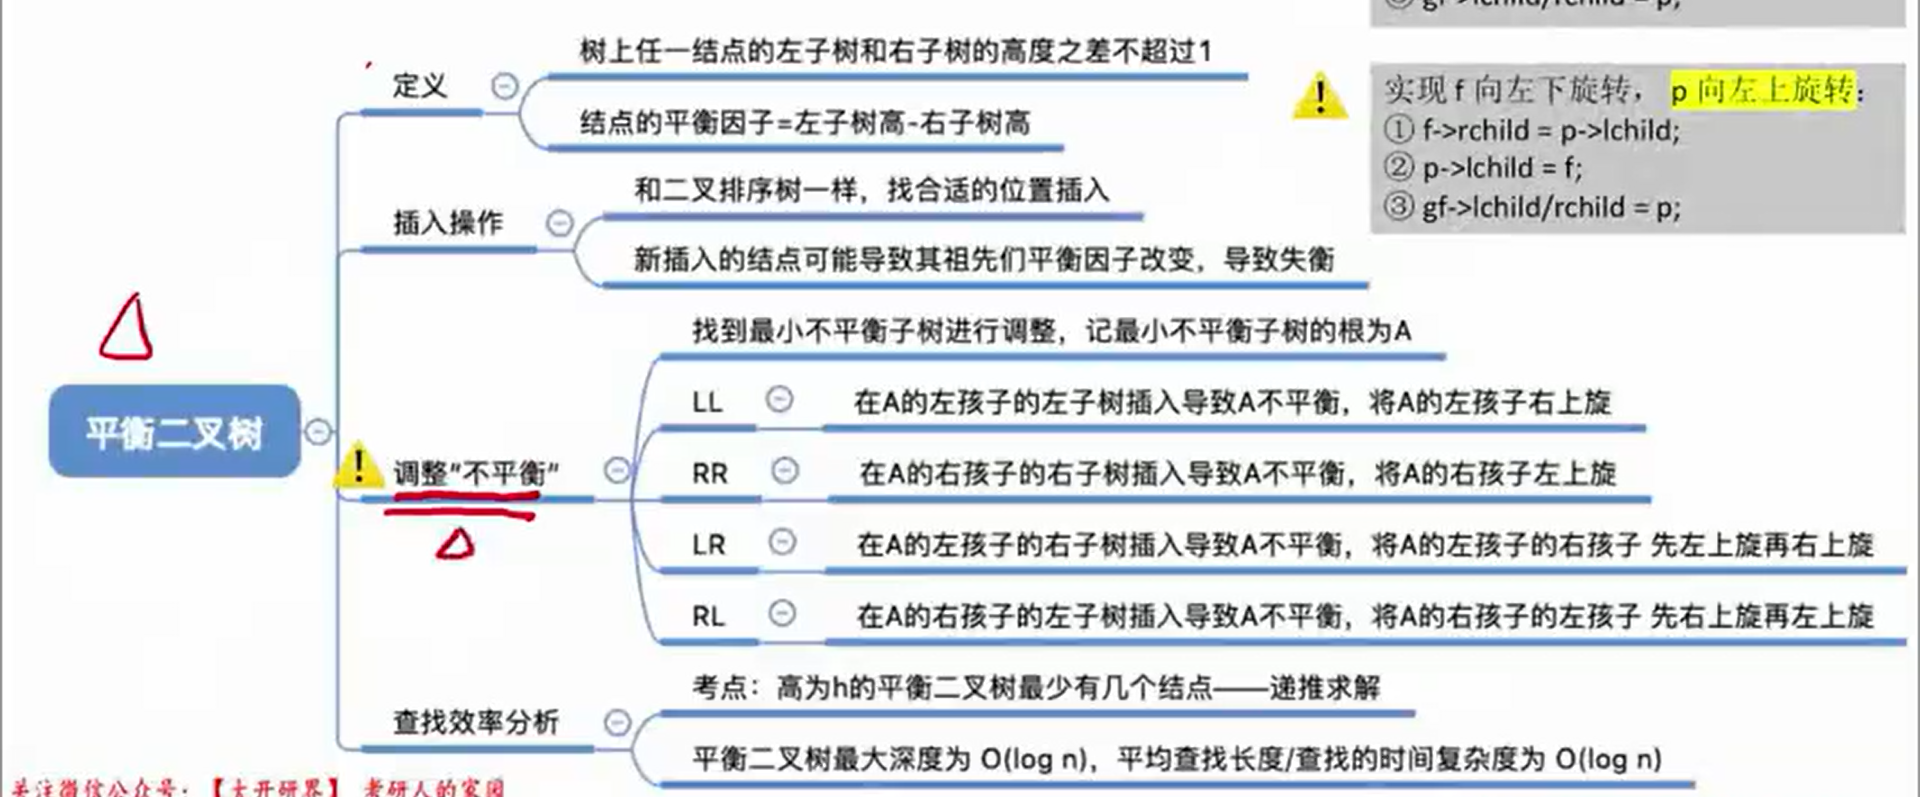 树上任一结点的左子树和右子树的高度之差不超过1
定义
结点的平衡因子=左子树高-右子树高
和二叉排序树一样，找合适的位置插入
插入操作
新插入的结点可能导致其祖先们平衡因子改变，导致失衡
平衡二叉树
找到最小不平衡子树进行调整，记最小不平衡子树的根为A
LL 在A的左孩子的左子树插入导致A不平衡，将A的左孩子右上旋
调整“不平衡”
RR 在A的右孩子的右子树插入导致A不平衡，将A的右孩子左上旋
LR 在A的左孩子的右子树插入导致A不平衡，将A的左孩子的右孩子 先左上旋再右上旋
RL 在A的右孩子的左子树插入导致A不平衡，将A的右孩子的左孩子 先右上旋再左上旋
考点：高为h的平衡二叉树最少有几个结点——递推求解
查找效率分析
平衡二叉树最大深度为 O(log n)，平均查找长度/查找的时间复杂度为 O(log n)
③ gf->lchild/rchild = p;
实现 f 向左下旋转， p 向左上旋转：
① f->rchild = p->lchild;
② p->lchild = f;
③ gf->lchild/rchild = p;
关注微信公众号：【大开研界】 考研人的家园